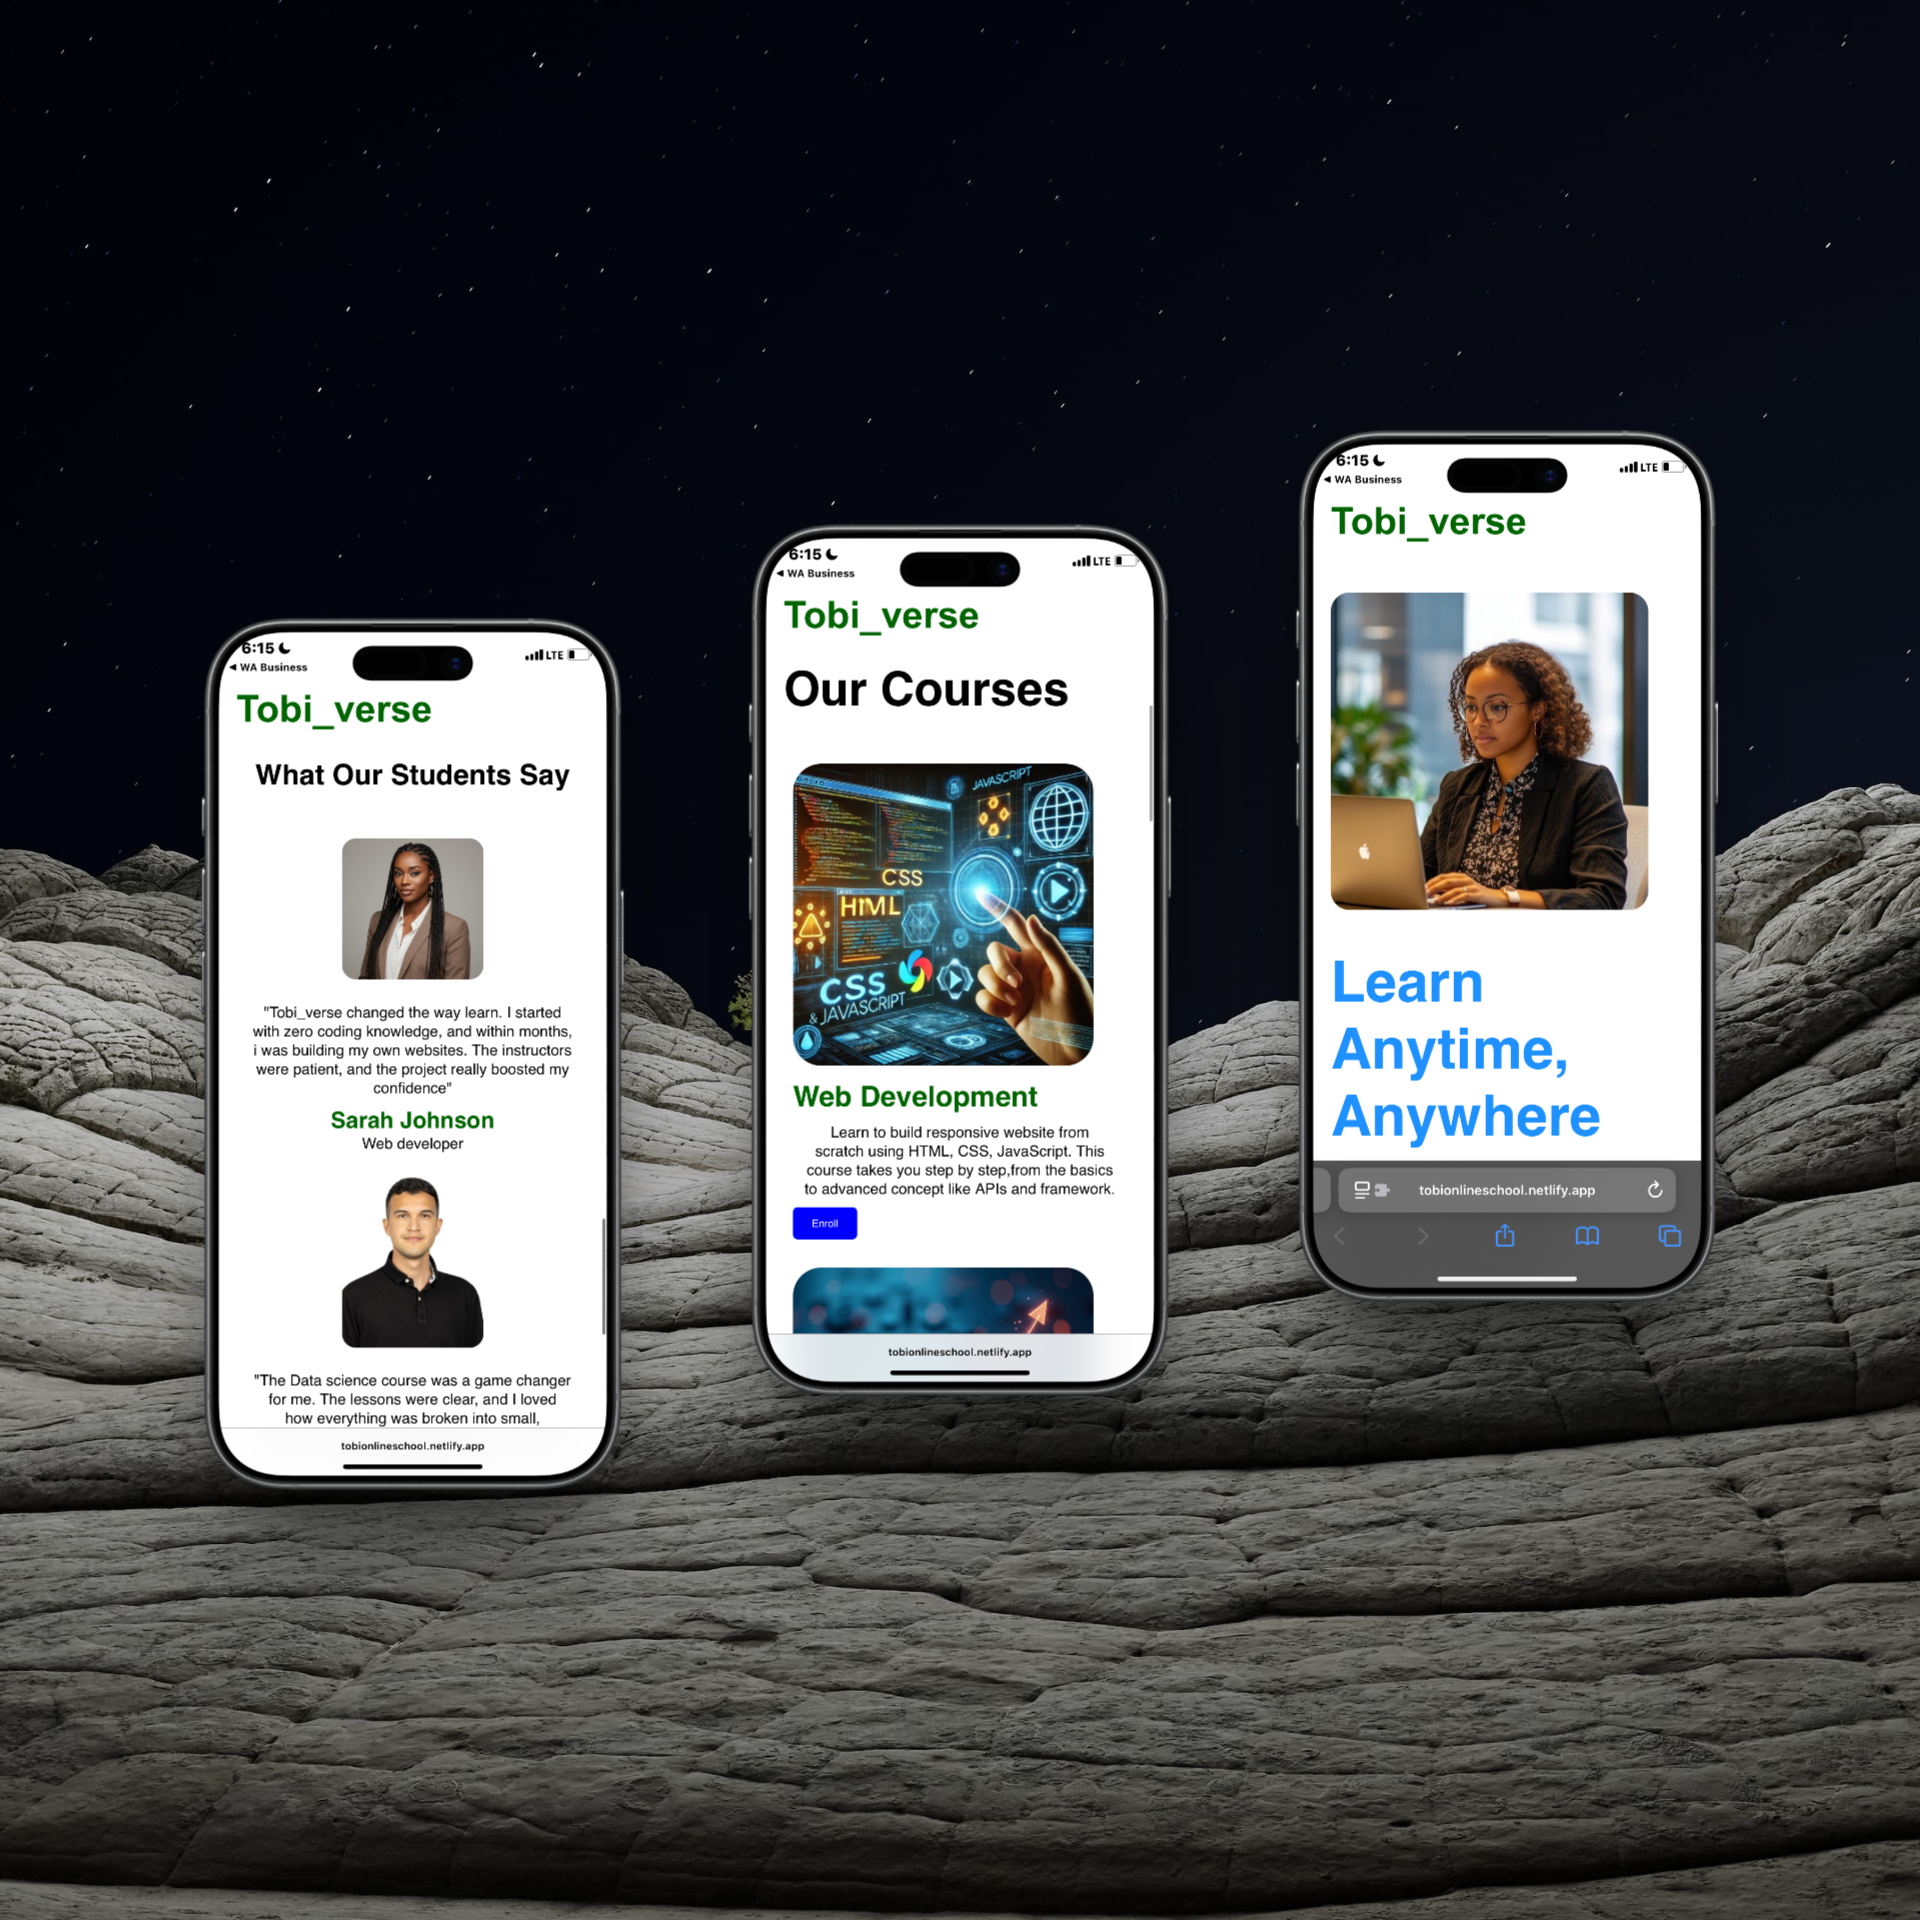 6:15
WA Business
LTE
Tobi_verse
What Our Students Say
"Tobi_verse changed the way learn. I started
with zero coding knowledge, and within months,
i was building my own websites. The instructors
were patient, and the project really boosted my
confidence"
Sarah Johnson
Web developer
"The Data science course was a game changer
for me. The lessons were clear, and I loved
how everything was broken into small,
tobionlineschool.netlify.app
6:15
WA Business
LTE
Tobi_verse
Our Courses
JAVASCRIPT
CSS
HTML
CSS
& JAVASCRIPT
Web Development
Learn to build responsive website from
scratch using HTML, CSS, JavaScript. This
course takes you step by step,from the basics
to advanced concept like APIs and framework.
Enroll
tobionlineschool.netlify.app
6:15
WA Business
LTE
Tobi_verse
Learn
Anytime,
Anywhere
tobionlineschool.netlify.app